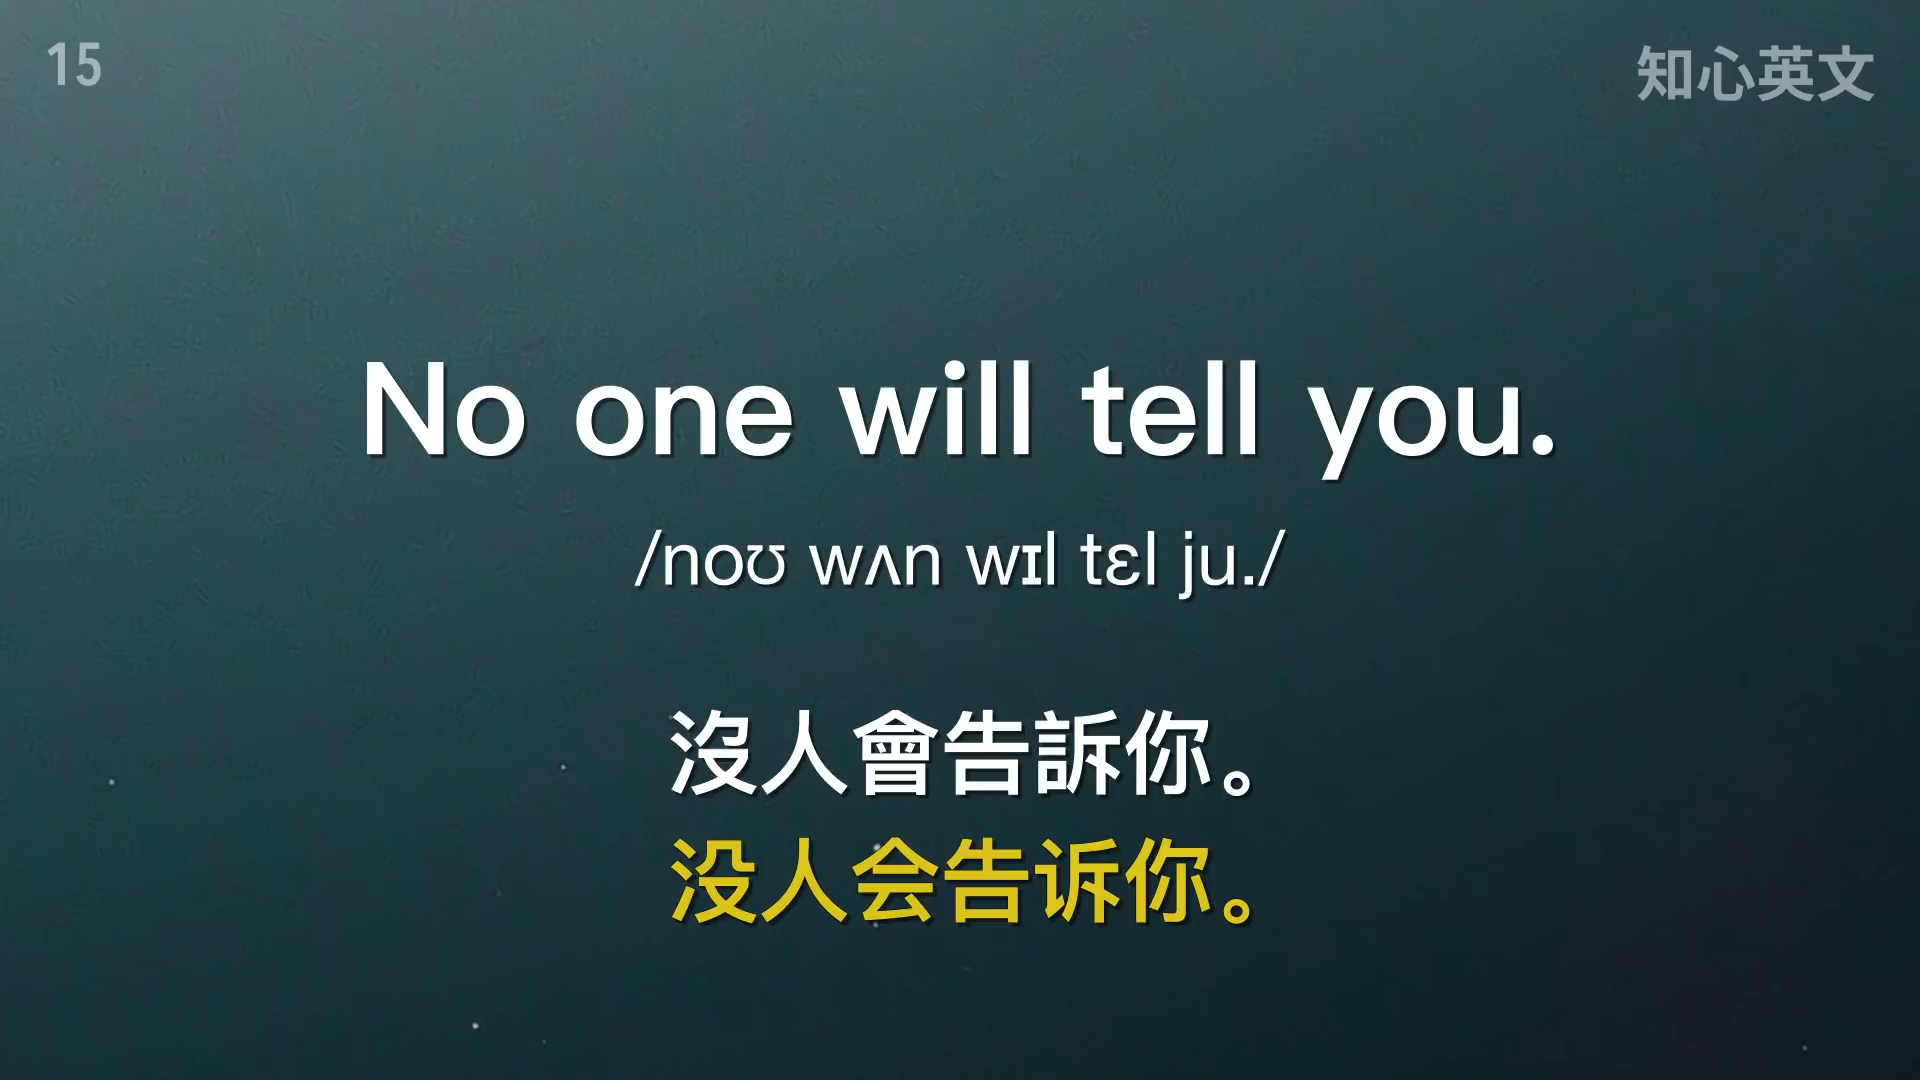 15
知心英文
No one will tell you.
/noʊ wʌn wɪl tɛl ju./
沒人會告訴你。
没人会告诉你。